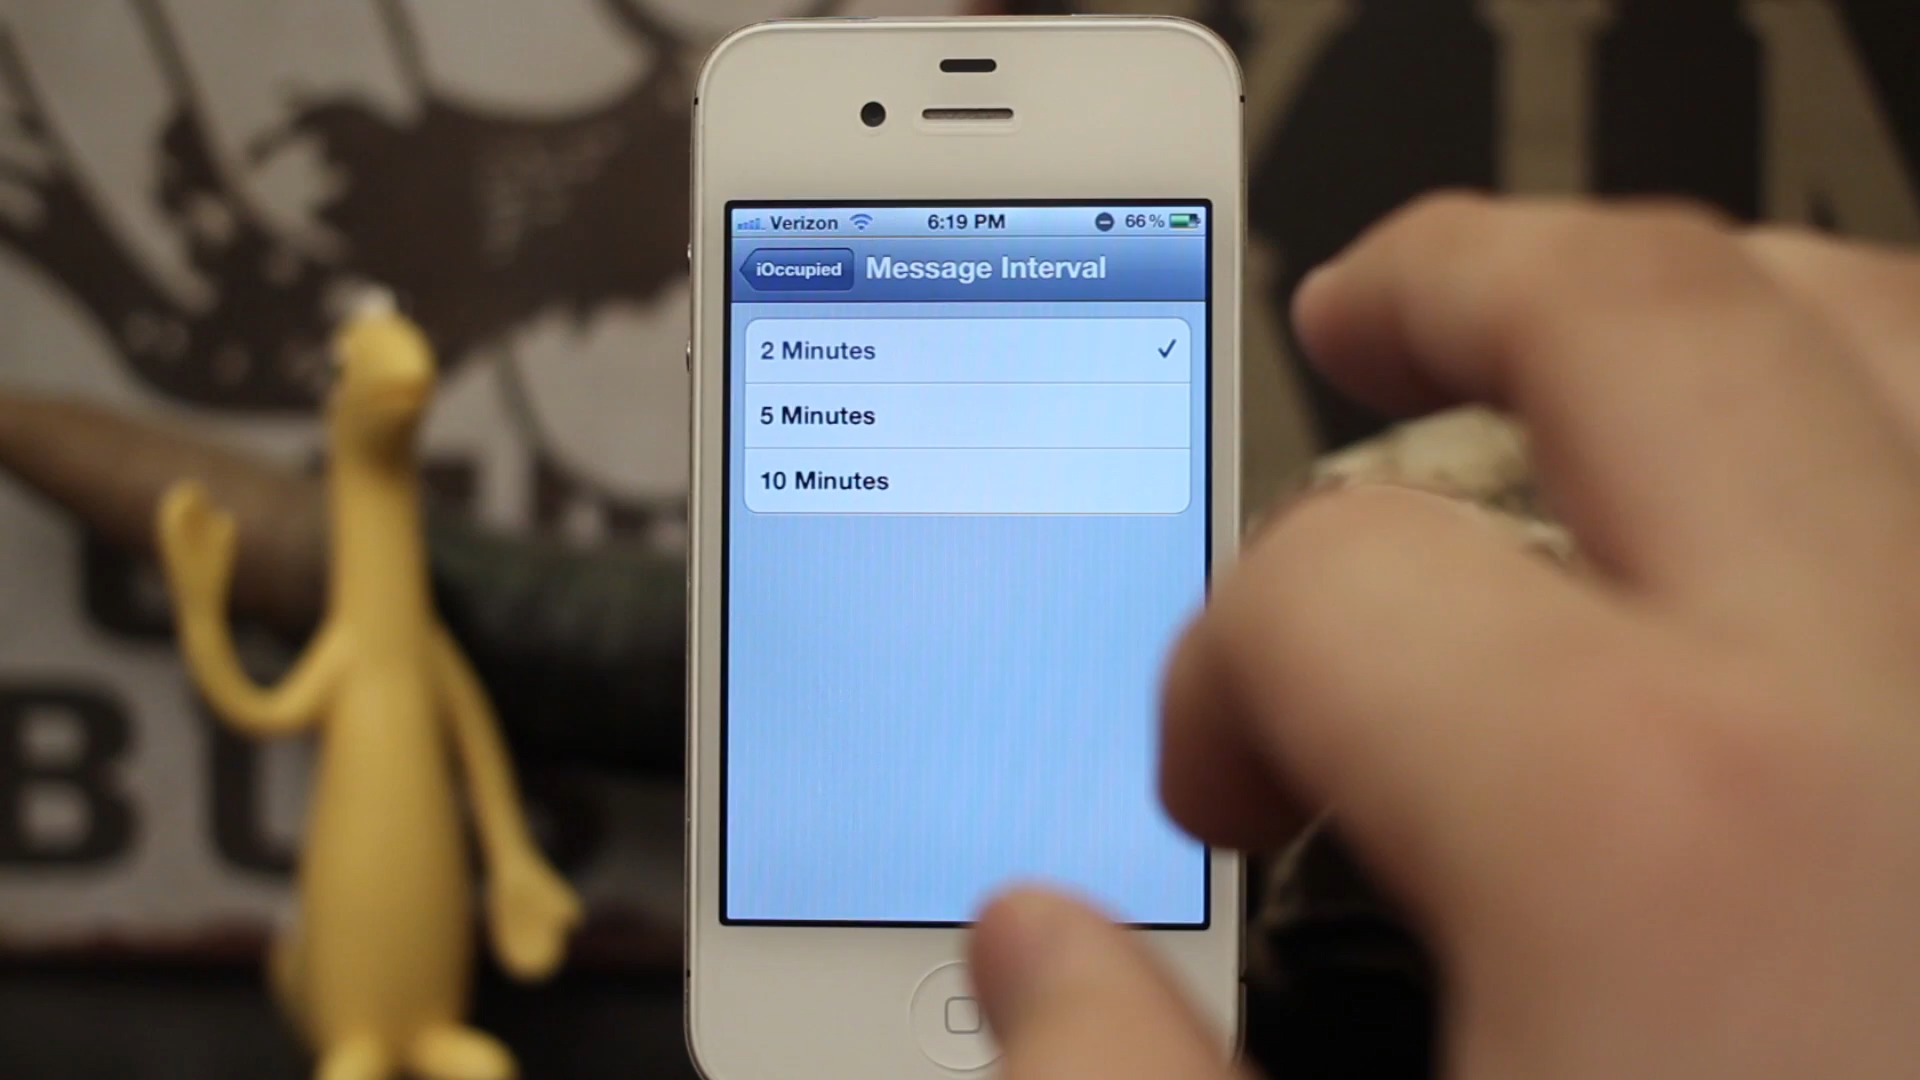 Verizon 6:19 PM 66%
iOccupied Message Interval
2 Minutes
5 Minutes
10 Minutes